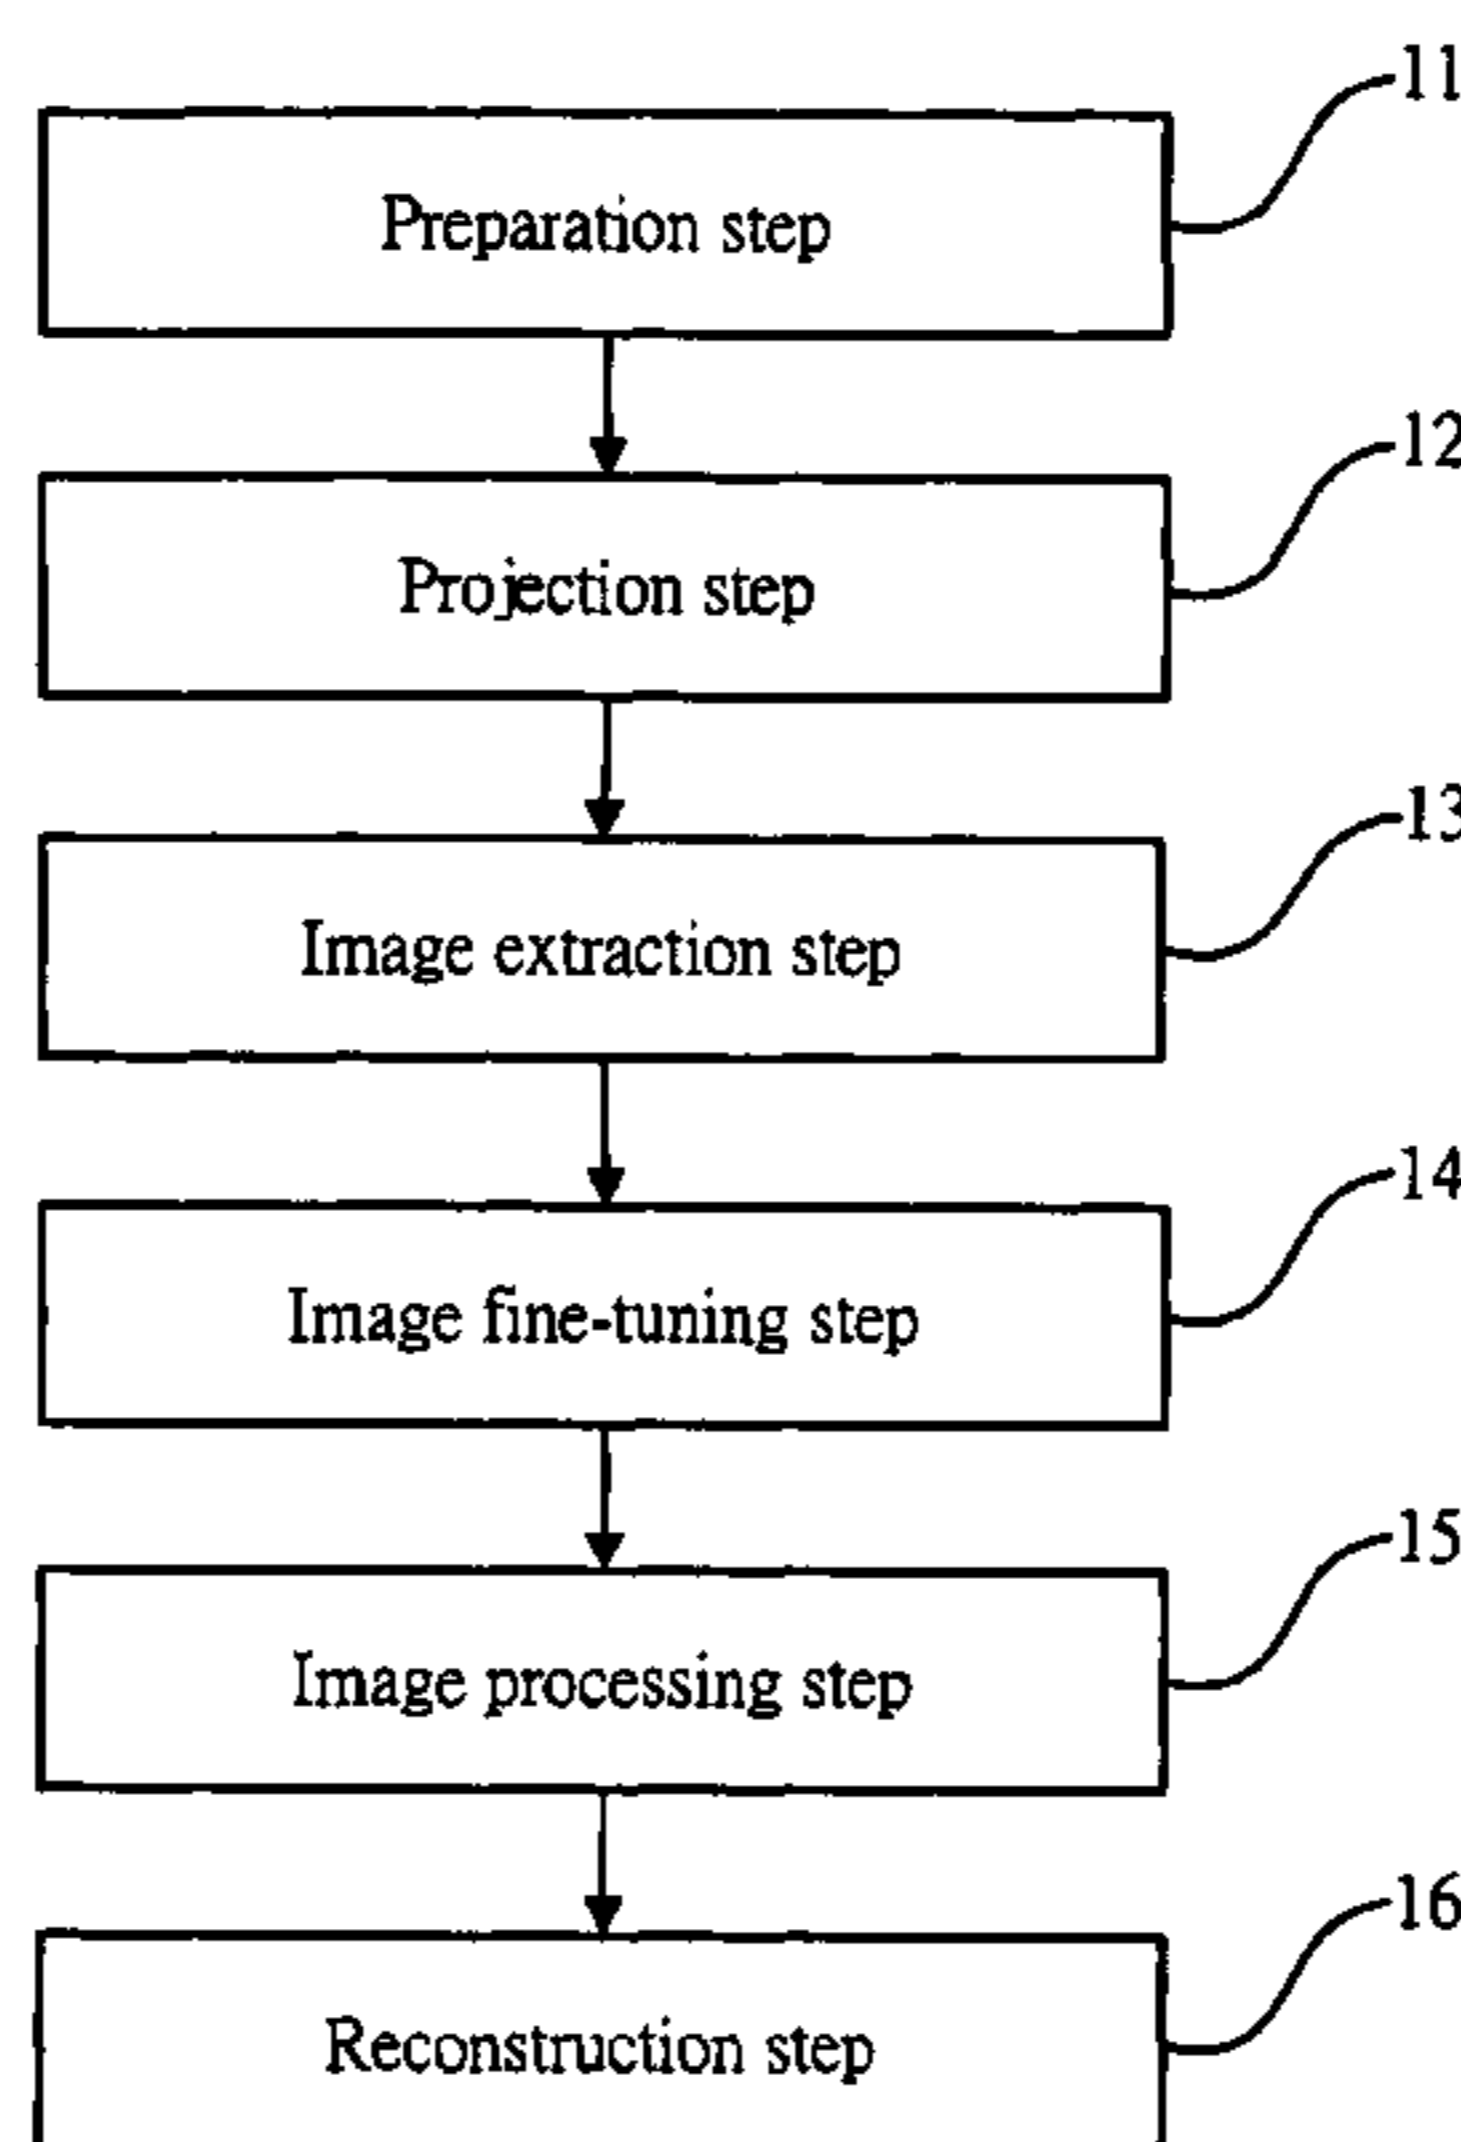 11
Preparation step
12
Projection step
13
Image extraction step
14
Image fine-tuning step
15
Image processing step
16
Reconstruction step